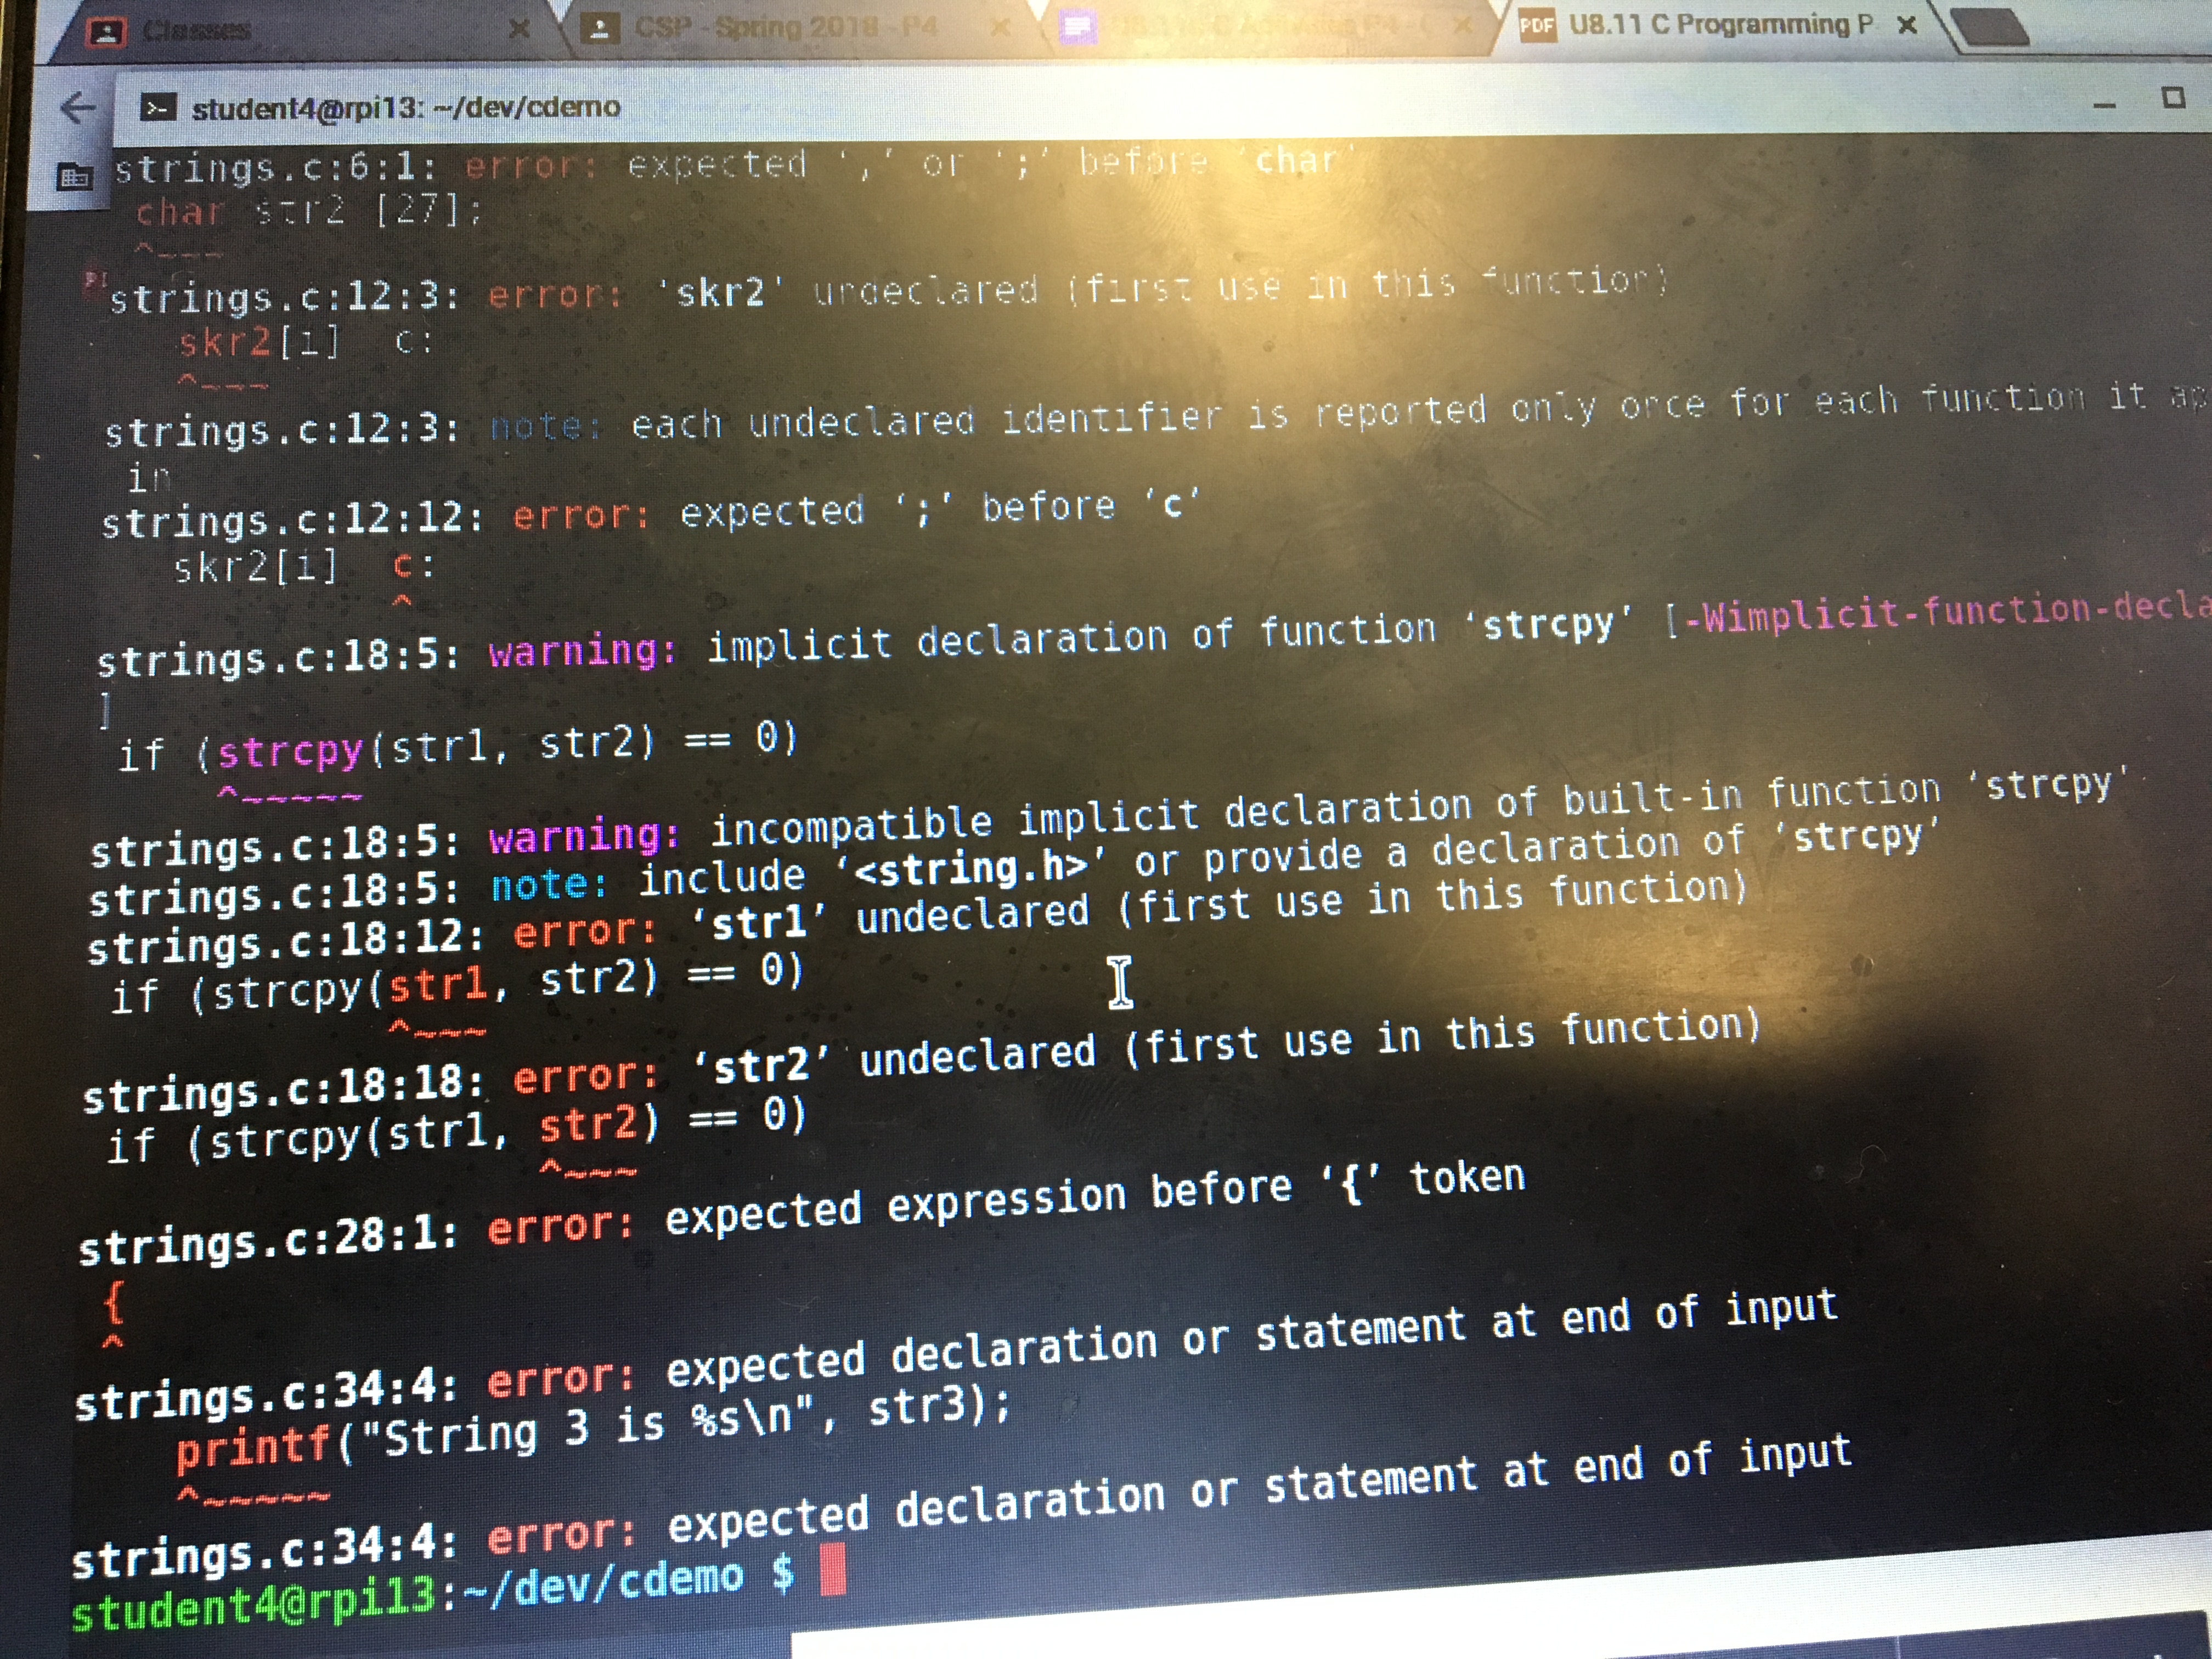 Classes
CSP - Spring 2018 - P4
PDF U8.11 C Programming P
student4@rpi13: ~/dev/cdemo
strings.c:6:1: error: expected ‘,’ or ‘;’ before ‘char’
char str2 [27];
^~~~
strings.c:12:3: error: ‘skr2’ undeclared (first use in this function)
skr2[i] c:
^~~~
strings.c:12:3: note: each undeclared identifier is reported only once for each function it ap
in
strings.c:12:12: error: expected ‘;’ before ‘c’
skr2[i] c:
^
strings.c:18:5: warning: implicit declaration of function ‘strcpy’ [-Wimplicit-function-decla
]
if (strcpy(str1, str2) == 0)
^~~~~~
strings.c:18:5: warning: incompatible implicit declaration of built-in function ‘strcpy’
strings.c:18:5: note: include ‘<string.h>’ or provide a declaration of ‘strcpy’
strings.c:18:12: error: ‘str1’ undeclared (first use in this function)
if (strcpy(str1, str2) == 0)
^~~~
strings.c:18:18: error: ‘str2’ undeclared (first use in this function)
if (strcpy(str1, str2) == 0)
^~~~
strings.c:28:1: error: expected expression before ‘{’ token
{
^
strings.c:34:4: error: expected declaration or statement at end of input
printf("String 3 is %s\n", str3);
^~~~~~
strings.c:34:4: error: expected declaration or statement at end of input
student4@rpi13:~/dev/cdemo $